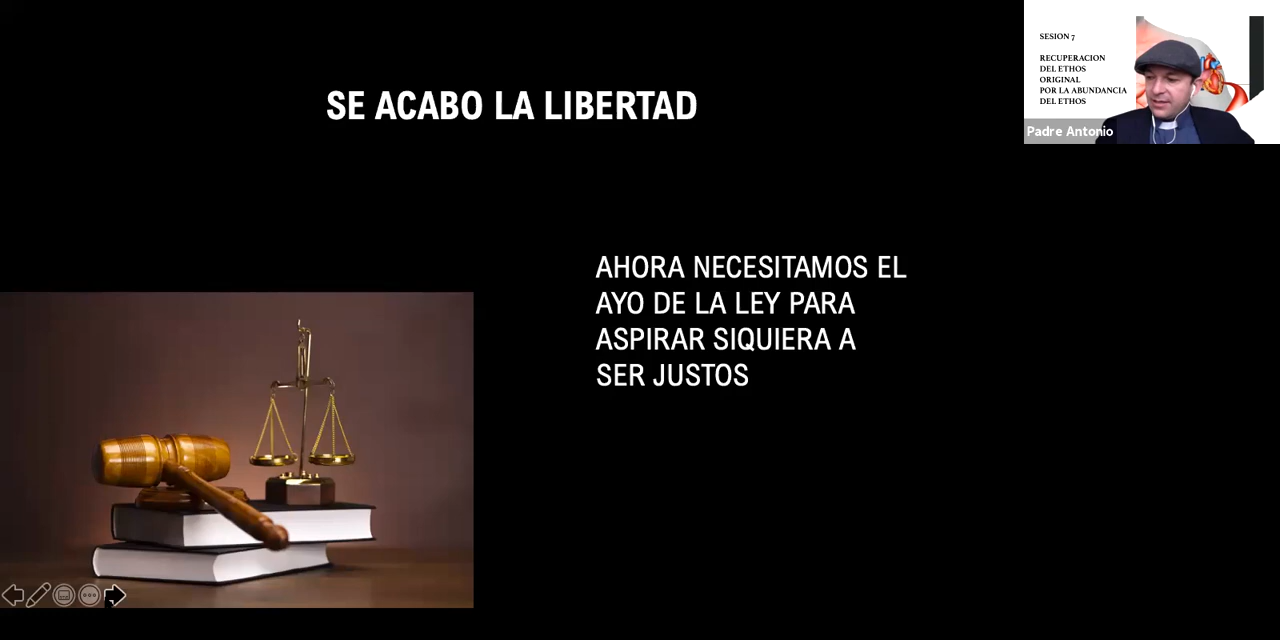 SE ACABO LA LIBERTAD
AHORA NECESITAMOS EL
AYO DE LA LEY PARA
ASPIRAR SIQUIERA A
SER JUSTOS
SESION 7
RECUPERACION
DEL ETHOS
ORIGINAL
POR LA ABUNDANCIA
DEL ETHOS
Padre Antonio